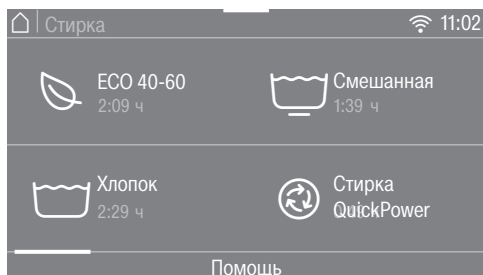 Стирка 11:02
ECO 40-60
2:09 ч
Смешанная
1:39 ч
Хлопок
2:29 ч
Стирка
QuickPower
Помощь